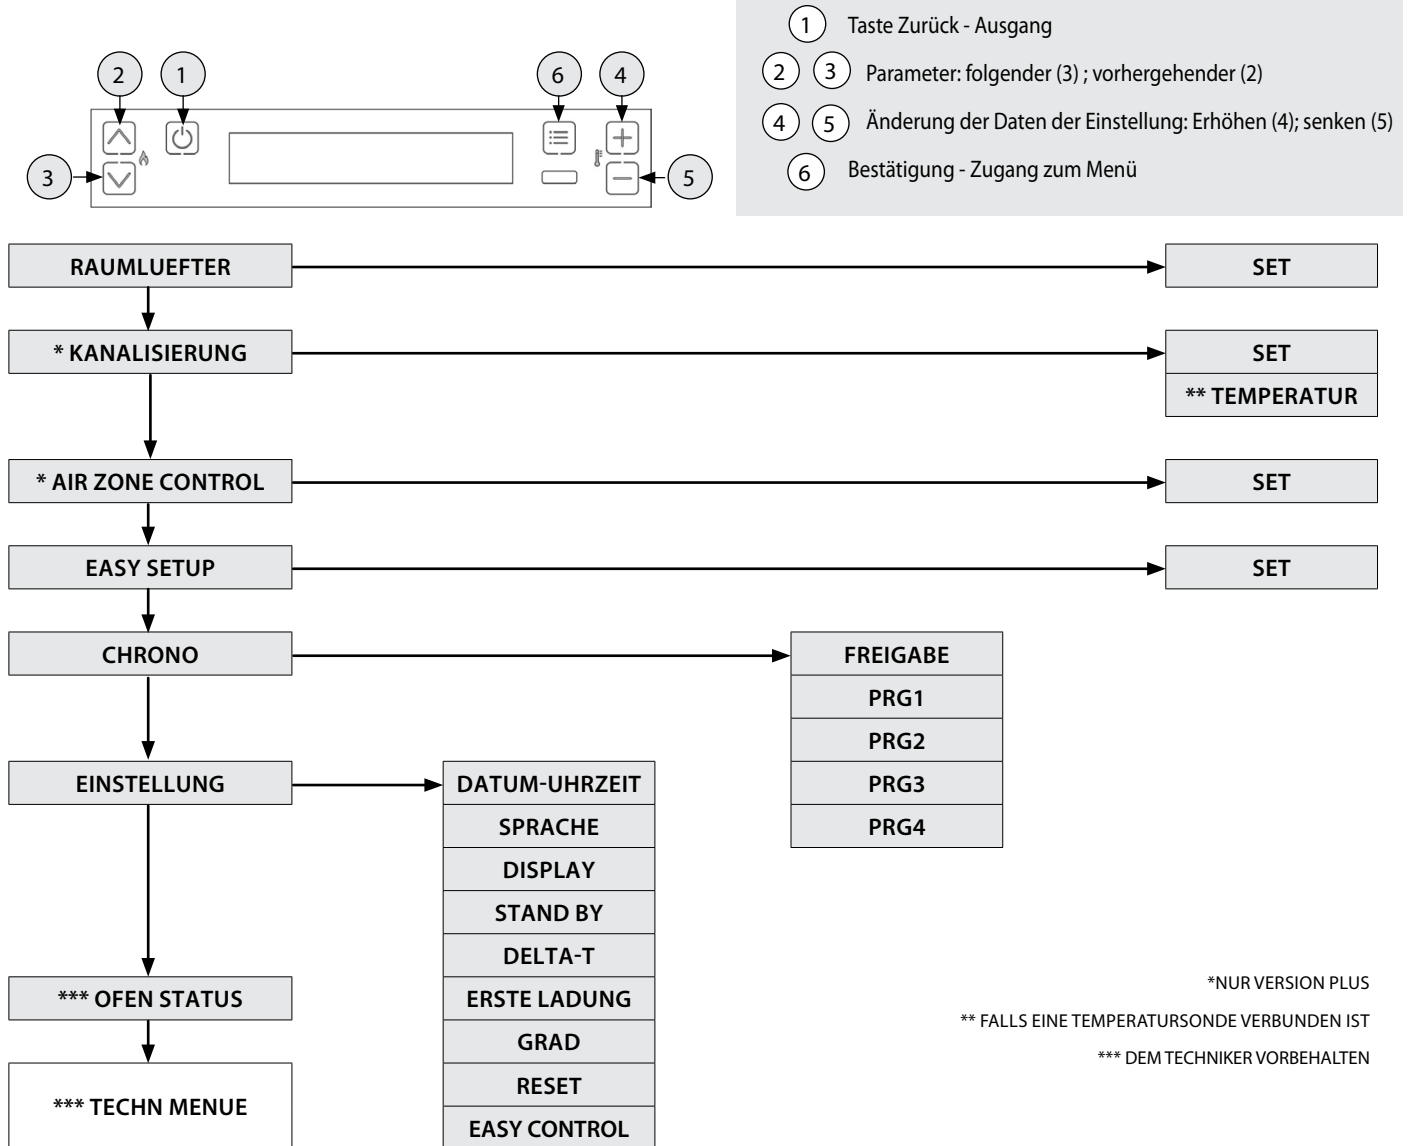 1 Taste Zurück - Ausgang
2 3 Parameter: folgender (3) ; vorhergehender (2)
4 5 Änderung der Daten der Einstellung: Erhöhen (4); senken (5)
6 Bestätigung - Zugang zum Menü
2 1 6 4
3 5
RAUMLUEFTER SET
* KANALISIERUNG SET
** TEMPERATUR
* AIR ZONE CONTROL SET
EASY SETUP SET
CHRONO FREIGABE
PRG1
PRG2
PRG3
PRG4
EINSTELLUNG DATUM-UHRZEIT
SPRACHE
DISPLAY
STAND BY
DELTA-T
ERSTE LADUNG
GRAD
RESET
EASY CONTROL
*** OFEN STATUS
*** TECHN MENUE
*NUR VERSION PLUS
** FALLS EINE TEMPERATURSONDE VERBUNDEN IST
*** DEM TECHNIKER VORBEHALTEN